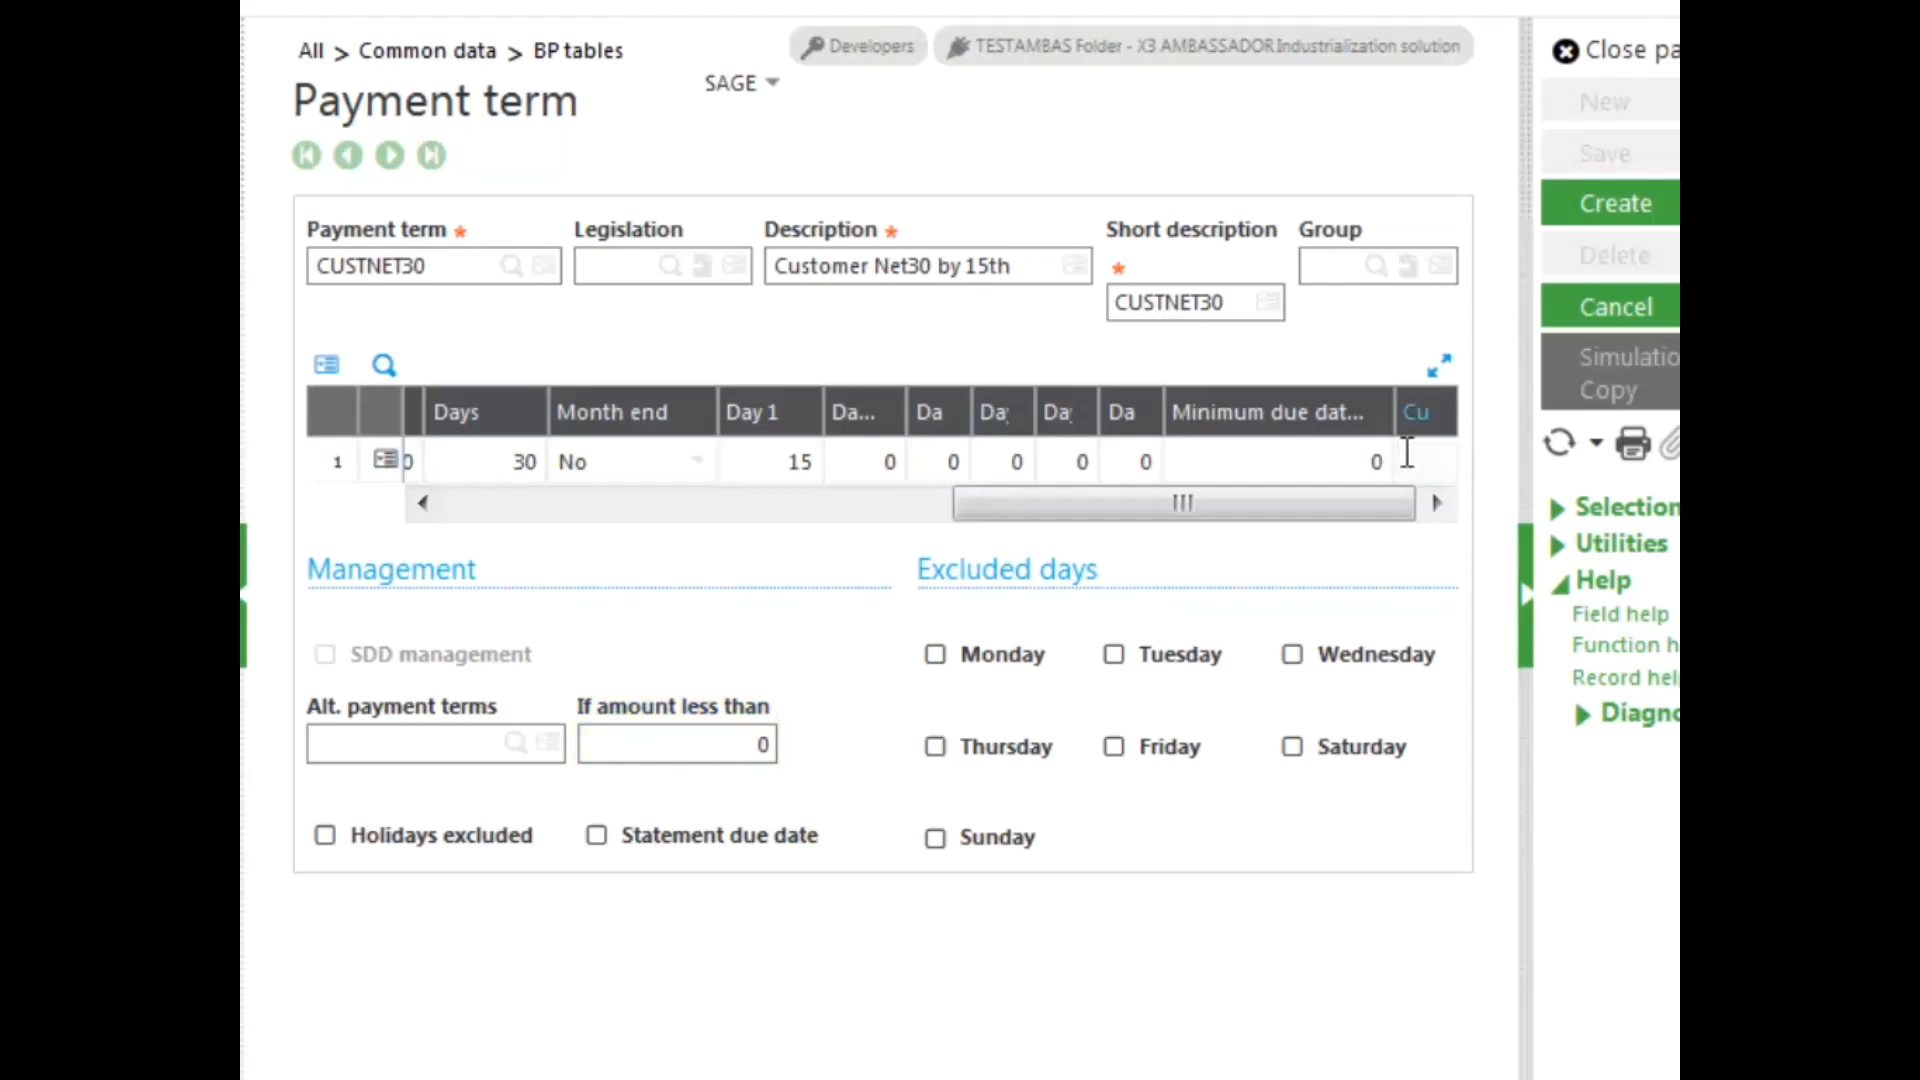 All > Common data > BP tables
Developers
TESTAMBAS Folder - X3 AMBASSADOR Industrialization solution
SAGE
Payment term
Payment term *
Legislation
Description *
Short description *
Group
CUSTNET30
Customer Net30 by 15th
CUSTNET30
Days
Month end
Day 1
Da...
Da
Da
Da
Da
Minimum due dat...
Cu
1
0
30
No
15
0
0
0
0
0
0
Management
Excluded days
SDD management
Monday
Tuesday
Wednesday
Alt. payment terms
If amount less than
0
Thursday
Friday
Saturday
Holidays excluded
Statement due date
Sunday
Close pa
New
Save
Create
Delete
Cancel
Simulatio
Copy
Selection
Utilities
Help
Field help
Function h
Record hel
Diagno